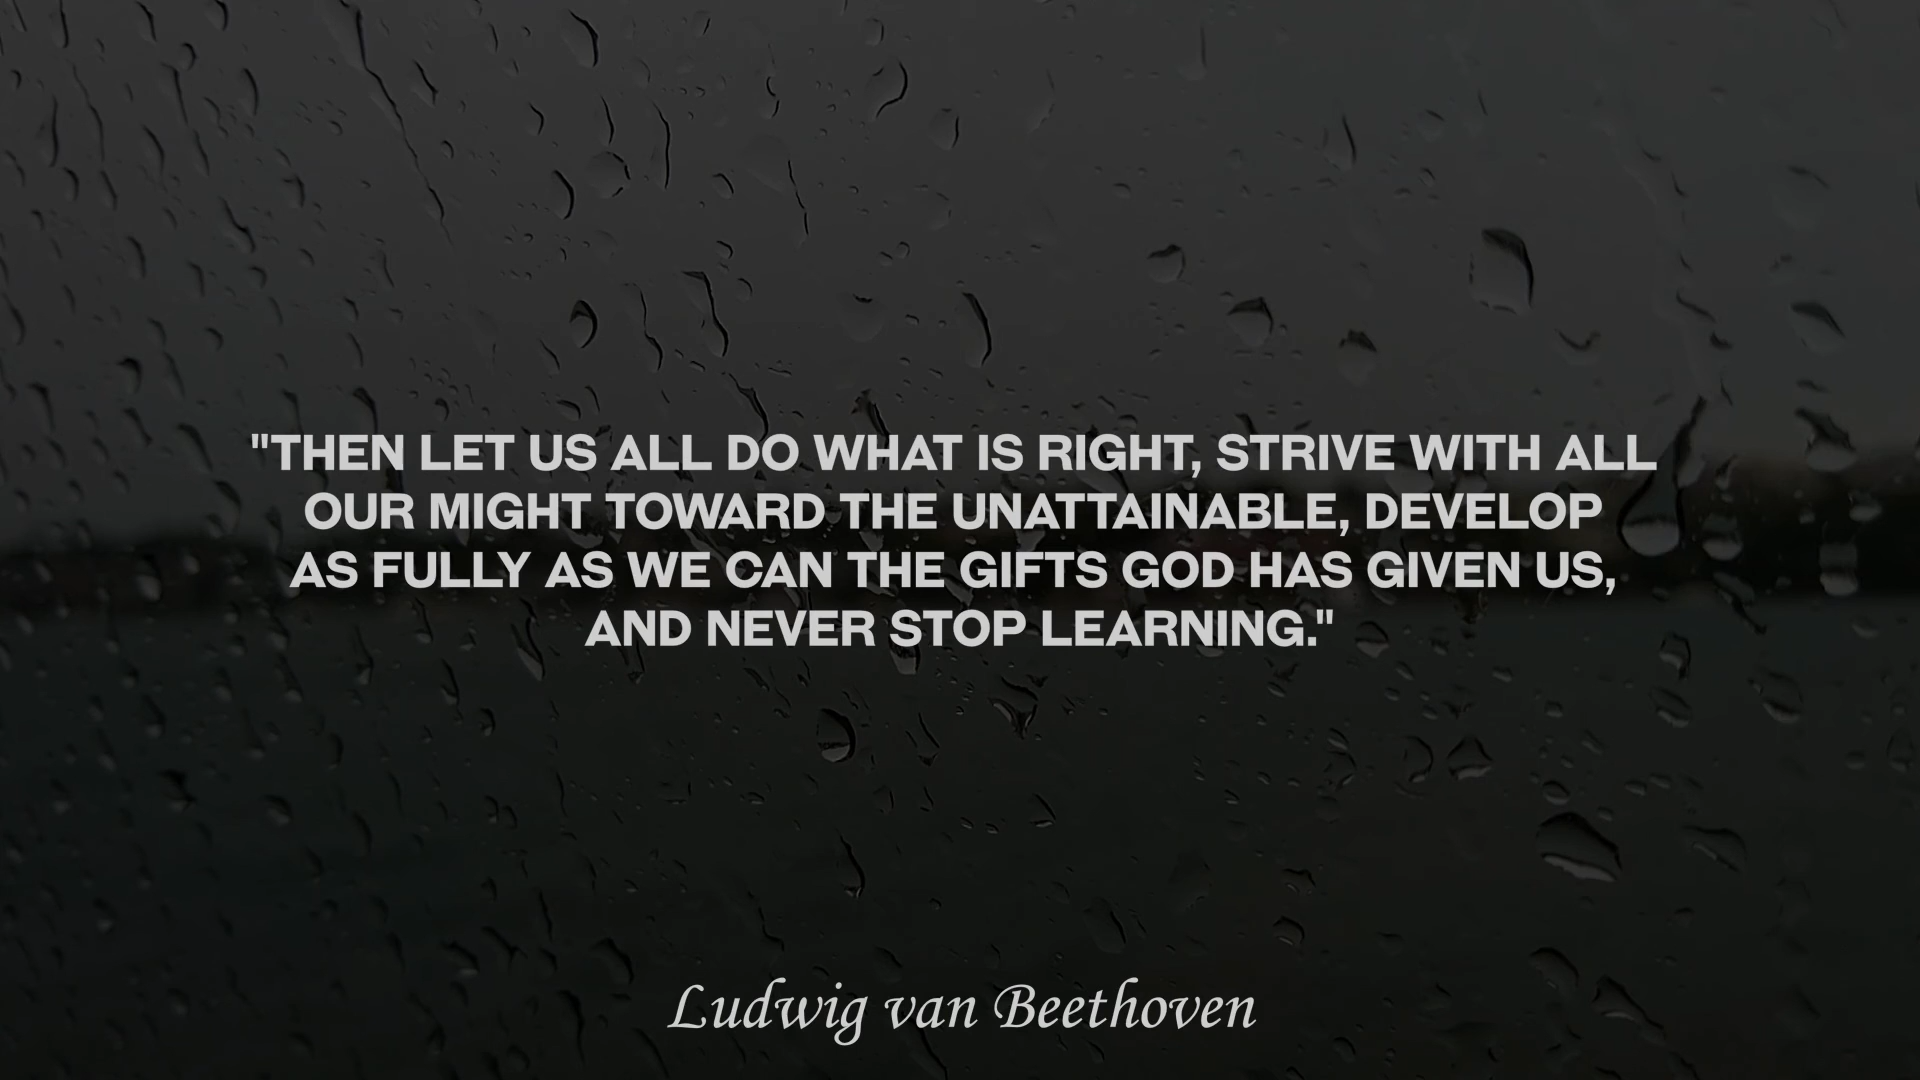 "THEN LET US ALL DO WHAT IS RIGHT, STRIVE WITH ALL
OUR MIGHT TOWARD THE UNATTAINABLE, DEVELOP
AS FULLY AS WE CAN THE GIFTS GOD HAS GIVEN US,
AND NEVER STOP LEARNING."
Ludwig van Beethoven